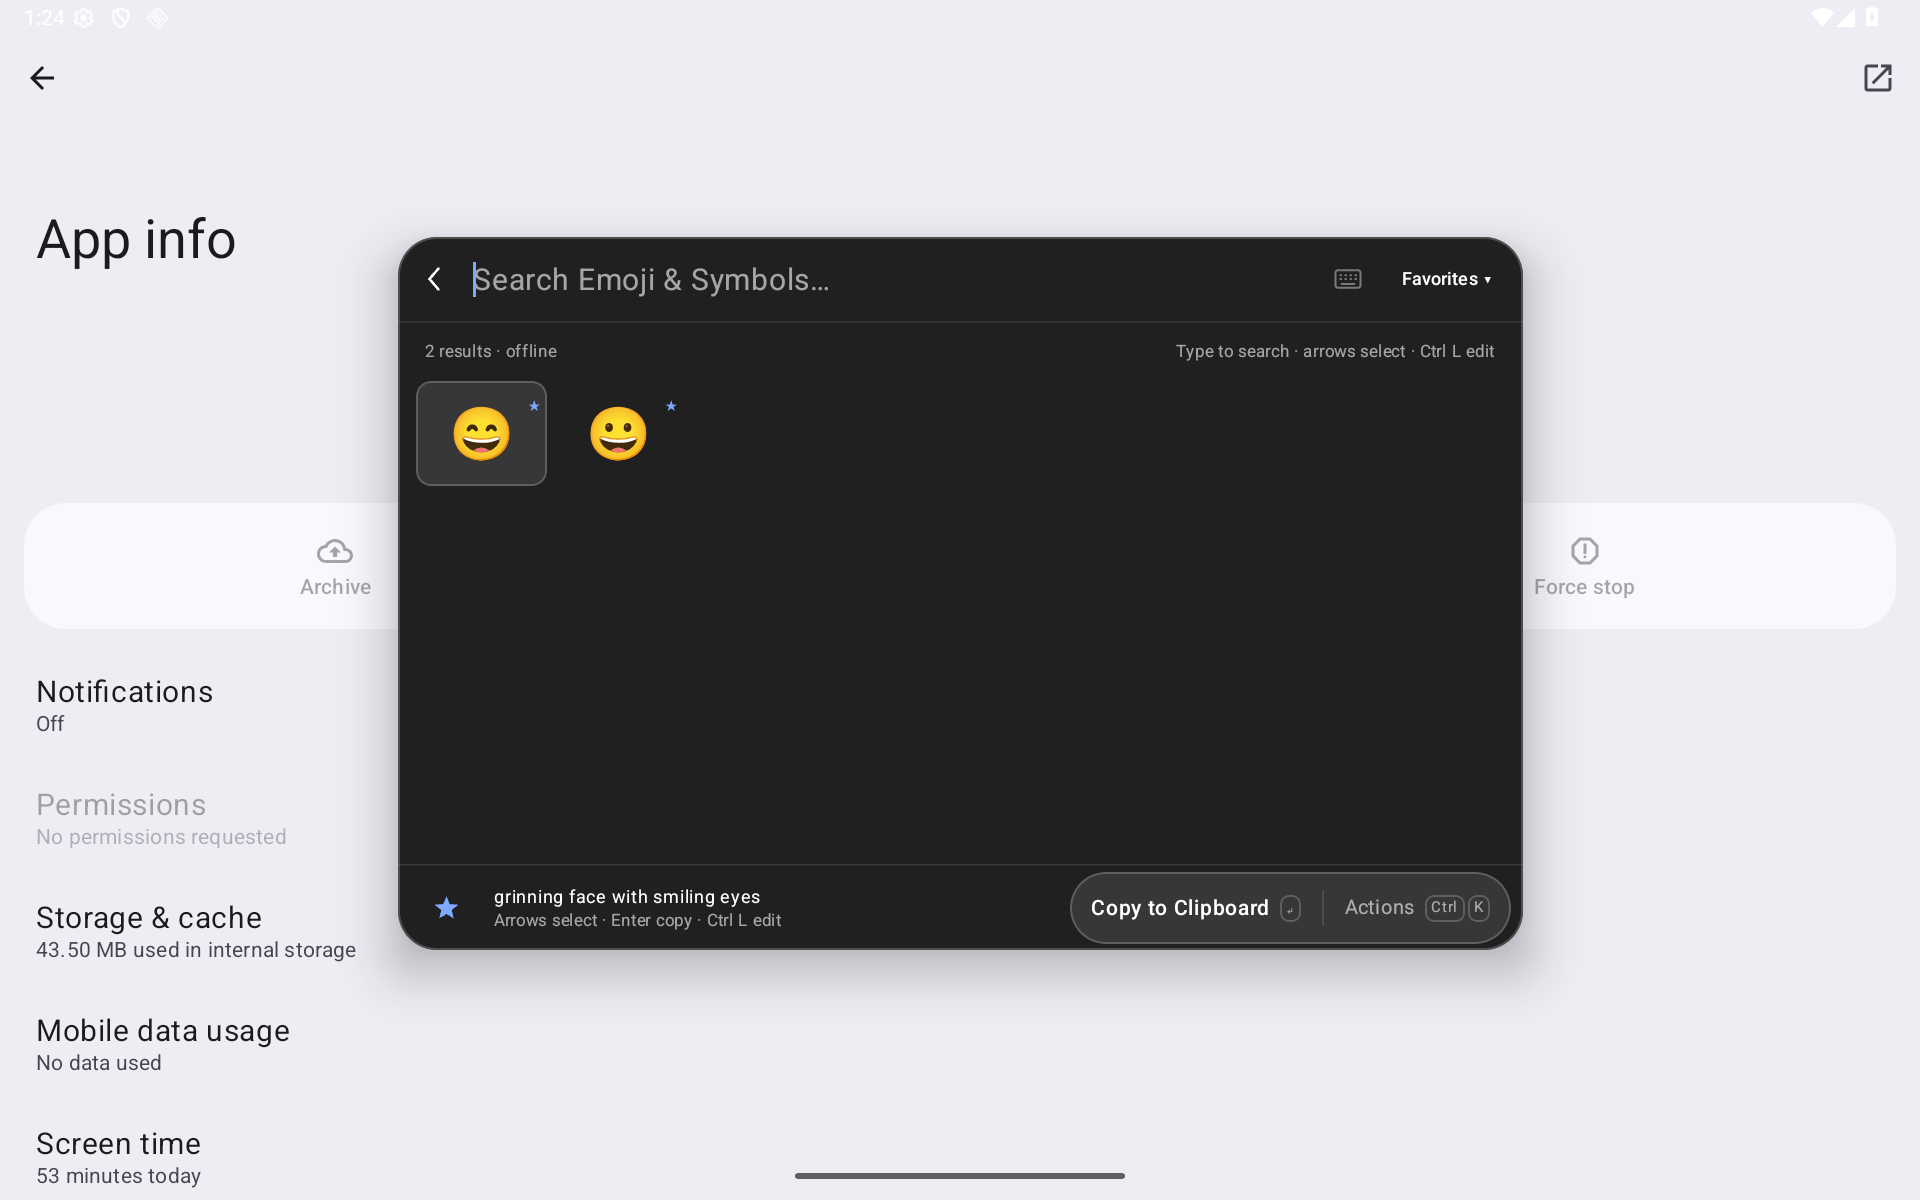 1:24
App info
Search Emoji & Symbols...
Favorites ▾
2 results · offline
Type to search · arrows select · Ctrl L edit
Archive
Force stop
Notifications
Off
Permissions
No permissions requested
Storage & cache
43.50 MB used in internal storage
Mobile data usage
No data used
Screen time
53 minutes today
grinning face with smiling eyes
Arrows select · Enter copy · Ctrl L edit
Copy to Clipboard ↵
Actions Ctrl K